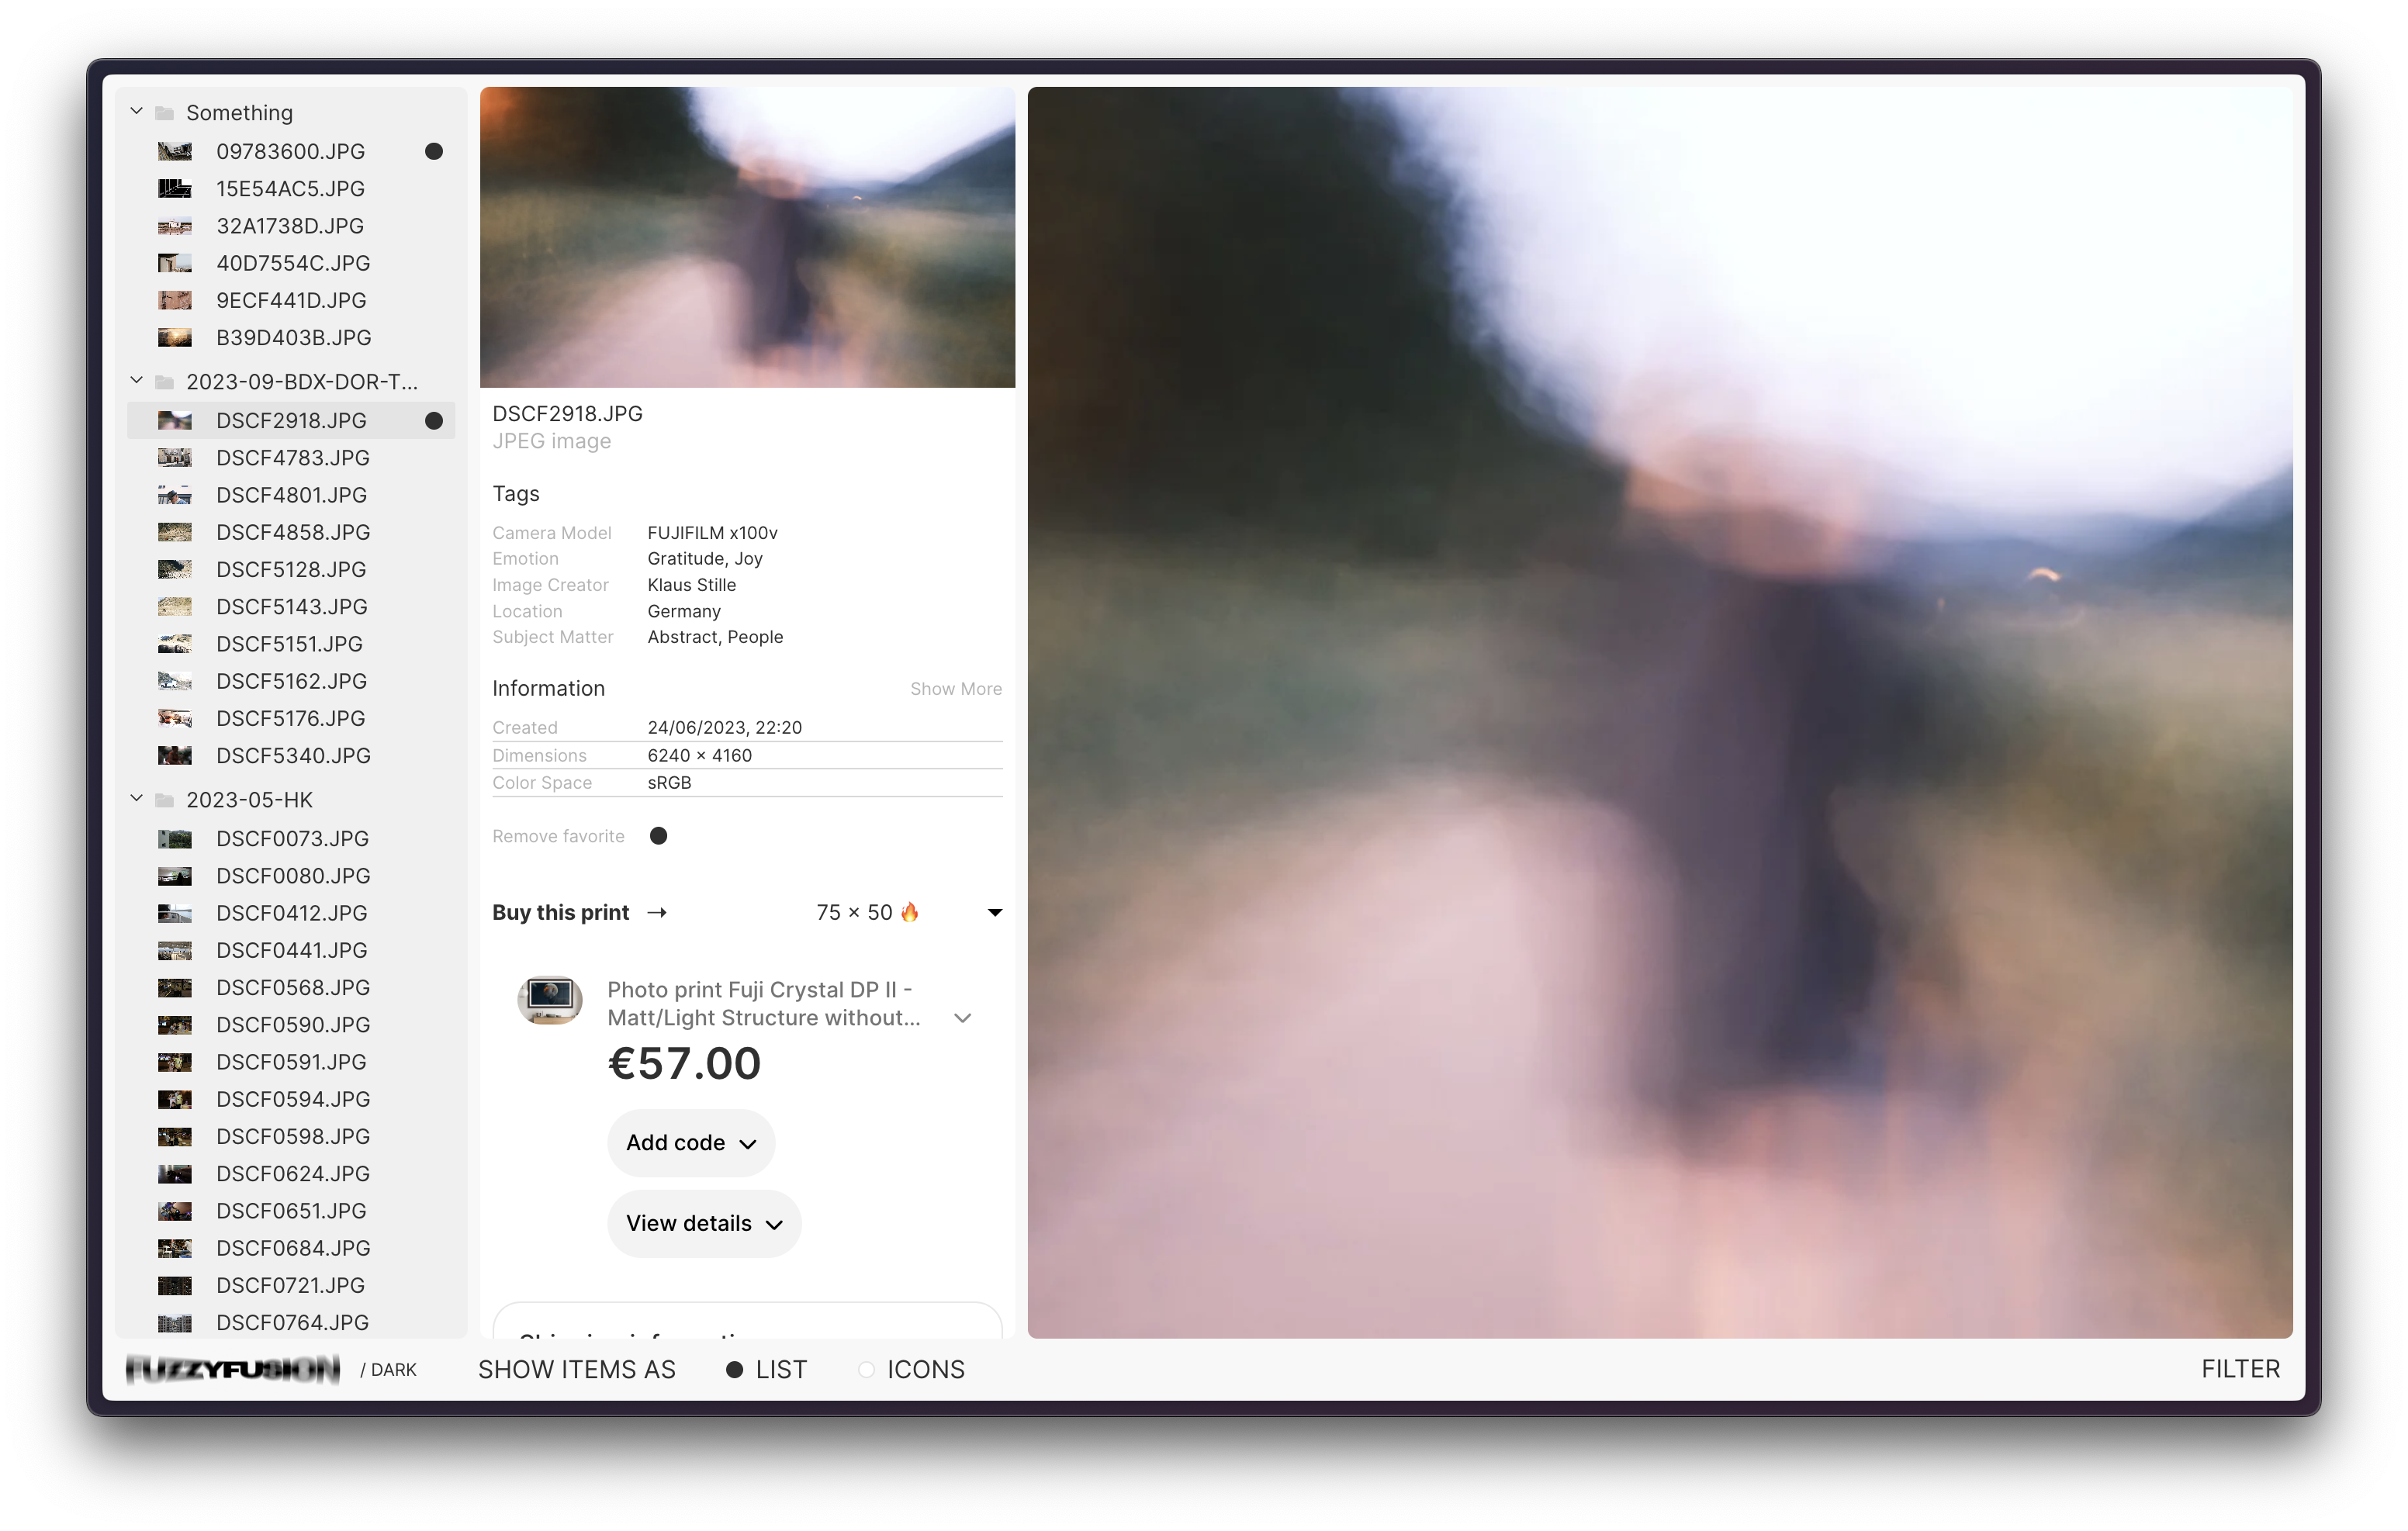 Something
09783600.JPG
15E54AC5.JPG
32A1738D.JPG
40D7554C.JPG
9ECF441D.JPG
B39D403B.JPG
2023-09-BDX-DOR-T...
DSCF2918.JPG
DSCF4783.JPG
DSCF4801.JPG
DSCF4858.JPG
DSCF5128.JPG
DSCF5143.JPG
DSCF5151.JPG
DSCF5162.JPG
DSCF5176.JPG
DSCF5340.JPG
2023-05-HK
DSCF0073.JPG
DSCF0080.JPG
DSCF0412.JPG
DSCF0441.JPG
DSCF0568.JPG
DSCF0590.JPG
DSCF0591.JPG
DSCF0594.JPG
DSCF0598.JPG
DSCF0624.JPG
DSCF0651.JPG
DSCF0684.JPG
DSCF0721.JPG
DSCF0764.JPG
DSCF2918.JPG
JPEG image
Tags
Camera Model FUJIFILM x100v
Emotion Gratitude, Joy
Image Creator Klaus Stille
Location Germany
Subject Matter Abstract, People
Information Show More
Created 24/06/2023, 22:20
Dimensions 6240 × 4160
Color Space sRGB
Remove favorite
Buy this print → 75 × 50 🔥
Photo print Fuji Crystal DP II -
Matt/Light Structure without...
€57.00
Add code
View details
FUZZYFUSION / DARK SHOW ITEMS AS LIST ICONS FILTER